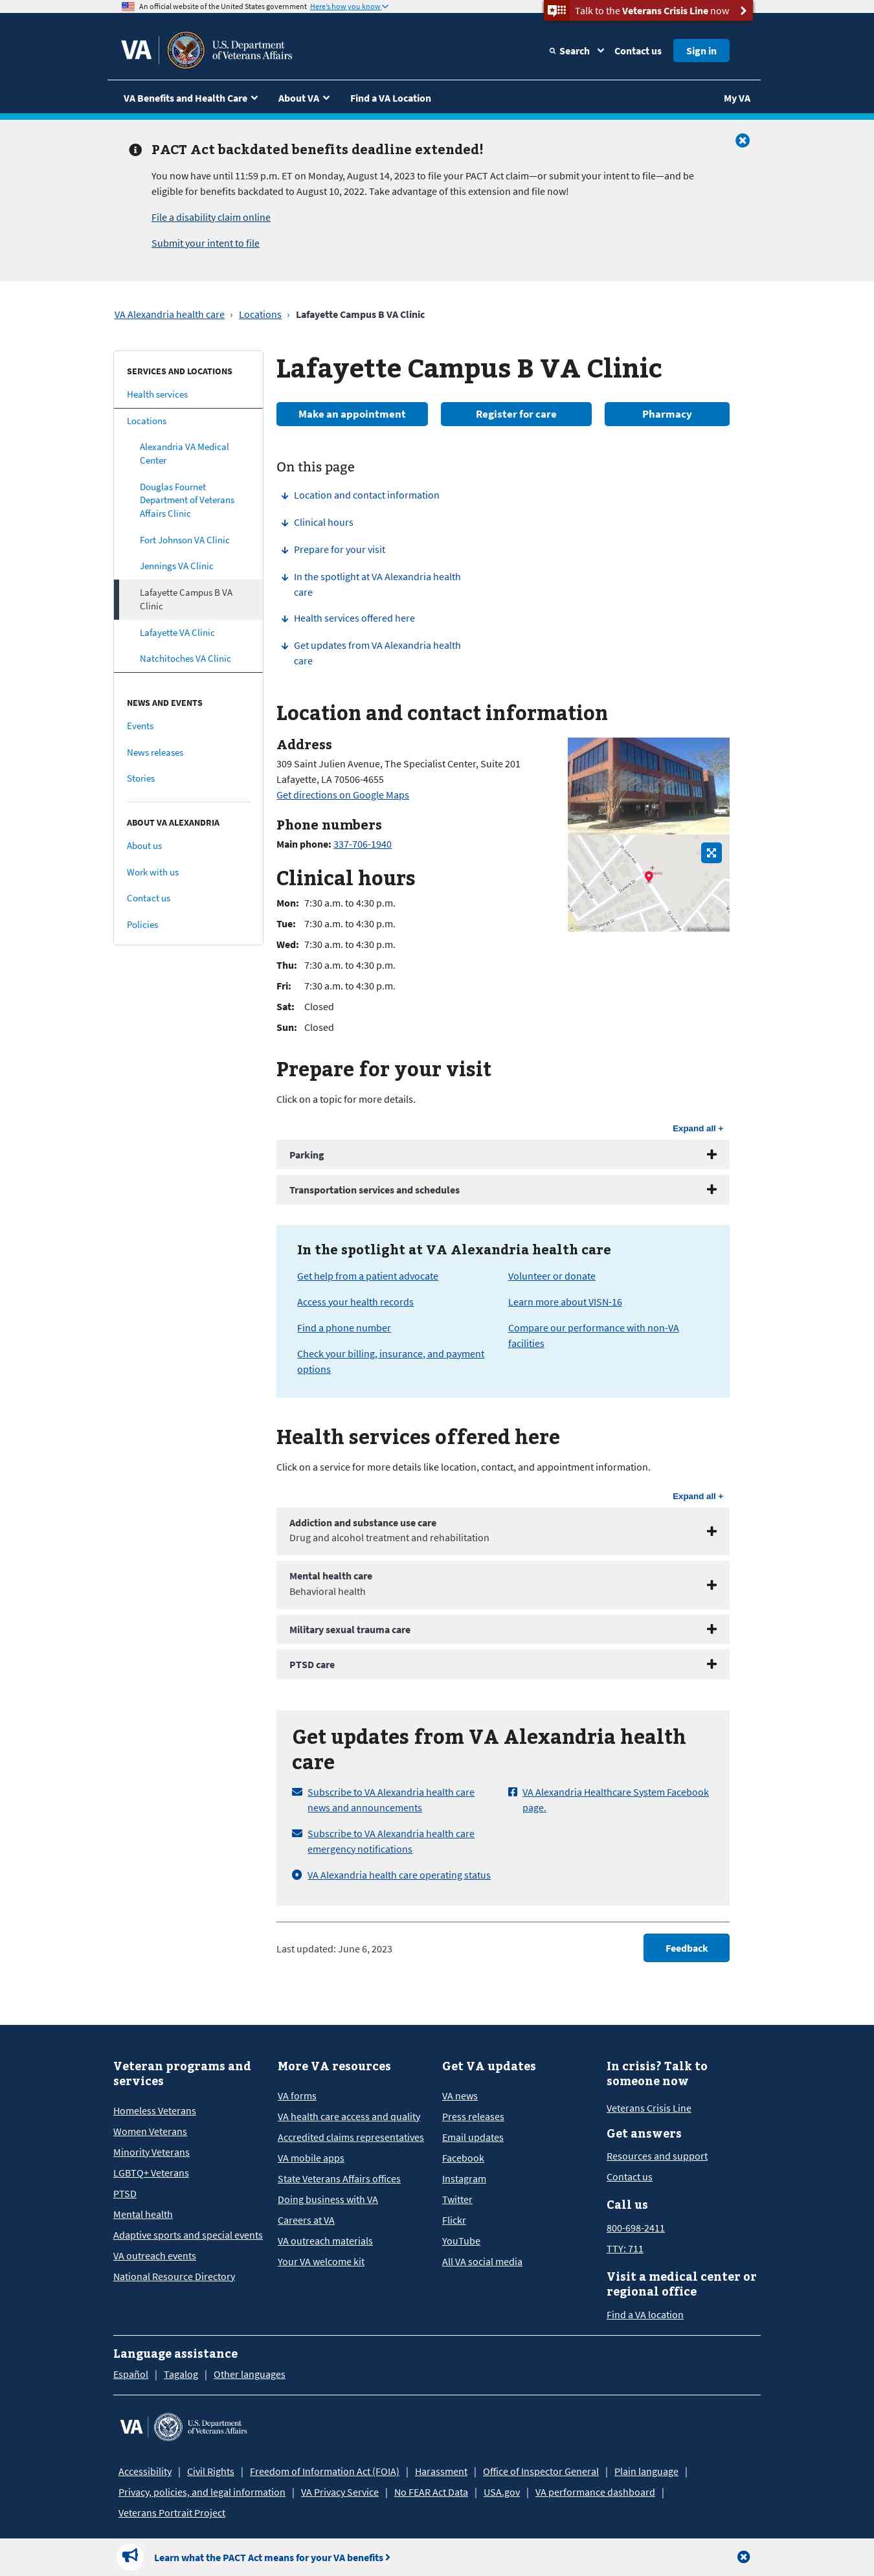 An official website of the United States government Here's how you know
Talk to the Veterans Crisis Line now
VA
U.S. Department
of Veterans Affairs
Search
Contact us
Sign in
VA Benefits and Health Care
About VA
Find a VA Location
My VA
PACT Act backdated benefits deadline extended!
You now have until 11:59 p.m. ET on Monday, August 14, 2023 to file your PACT Act claim—or submit your intent to file—and be
eligible for benefits backdated to August 10, 2022. Take advantage of this extension and file now!
File a disability claim online
Submit your intent to file
VA Alexandria health care › Locations › Lafayette Campus B VA Clinic
SERVICES AND LOCATIONS
Health services
Locations
Alexandria VA Medical
Center
Douglas Fournet
Department of Veterans
Affairs Clinic
Fort Johnson VA Clinic
Jennings VA Clinic
Lafayette Campus B VA
Clinic
Lafayette VA Clinic
Natchitoches VA Clinic
NEWS AND EVENTS
Events
News releases
Stories
ABOUT VA ALEXANDRIA
About us
Work with us
Contact us
Policies
Lafayette Campus B VA Clinic
Make an appointment
Register for care
Pharmacy
On this page
Location and contact information
Clinical hours
Prepare for your visit
In the spotlight at VA Alexandria health
care
Health services offered here
Get updates from VA Alexandria health
care
Location and contact information
Address
309 Saint Julien Avenue, The Specialist Center, Suite 201
Lafayette, LA 70506-4655
Get directions on Google Maps
Phone numbers
Main phone: 337-706-1940
Clinical hours
Mon: 7:30 a.m. to 4:30 p.m.
Tue: 7:30 a.m. to 4:30 p.m.
Wed: 7:30 a.m. to 4:30 p.m.
Thu: 7:30 a.m. to 4:30 p.m.
Fri: 7:30 a.m. to 4:30 p.m.
Sat: Closed
Sun: Closed
Prepare for your visit
Click on a topic for more details.
Expand all +
Parking
Transportation services and schedules
In the spotlight at VA Alexandria health care
Get help from a patient advocate
Access your health records
Find a phone number
Check your billing, insurance, and payment
options
Volunteer or donate
Learn more about VISN-16
Compare our performance with non-VA
facilities
Health services offered here
Click on a service for more details like location, contact, and appointment information.
Expand all +
Addiction and substance use care
Drug and alcohol treatment and rehabilitation
Mental health care
Behavioral health
Military sexual trauma care
PTSD care
Get updates from VA Alexandria health
care
Subscribe to VA Alexandria health care
news and announcements
Subscribe to VA Alexandria health care
emergency notifications
VA Alexandria health care operating status
VA Alexandria Healthcare System Facebook
page.
Last updated: June 6, 2023
Feedback
Veteran programs and
services
Homeless Veterans
Women Veterans
Minority Veterans
LGBTQ+ Veterans
PTSD
Mental health
Adaptive sports and special events
VA outreach events
National Resource Directory
More VA resources
VA forms
VA health care access and quality
Accredited claims representatives
VA mobile apps
State Veterans Affairs offices
Doing business with VA
Careers at VA
VA outreach materials
Your VA welcome kit
Get VA updates
VA news
Press releases
Email updates
Facebook
Instagram
Twitter
Flickr
YouTube
All VA social media
In crisis? Talk to
someone now
Veterans Crisis Line
Get answers
Resources and support
Contact us
Call us
800-698-2411
TTY: 711
Visit a medical center or
regional office
Find a VA location
Language assistance
Español | Tagalog | Other languages
VA
U.S. Department
of Veterans Affairs
Accessibility | Civil Rights | Freedom of Information Act (FOIA) | Harassment | Office of Inspector General | Plain language |
Privacy, policies, and legal information | VA Privacy Service | No FEAR Act Data | USA.gov | VA performance dashboard |
Veterans Portrait Project
Learn what the PACT Act means for your VA benefits